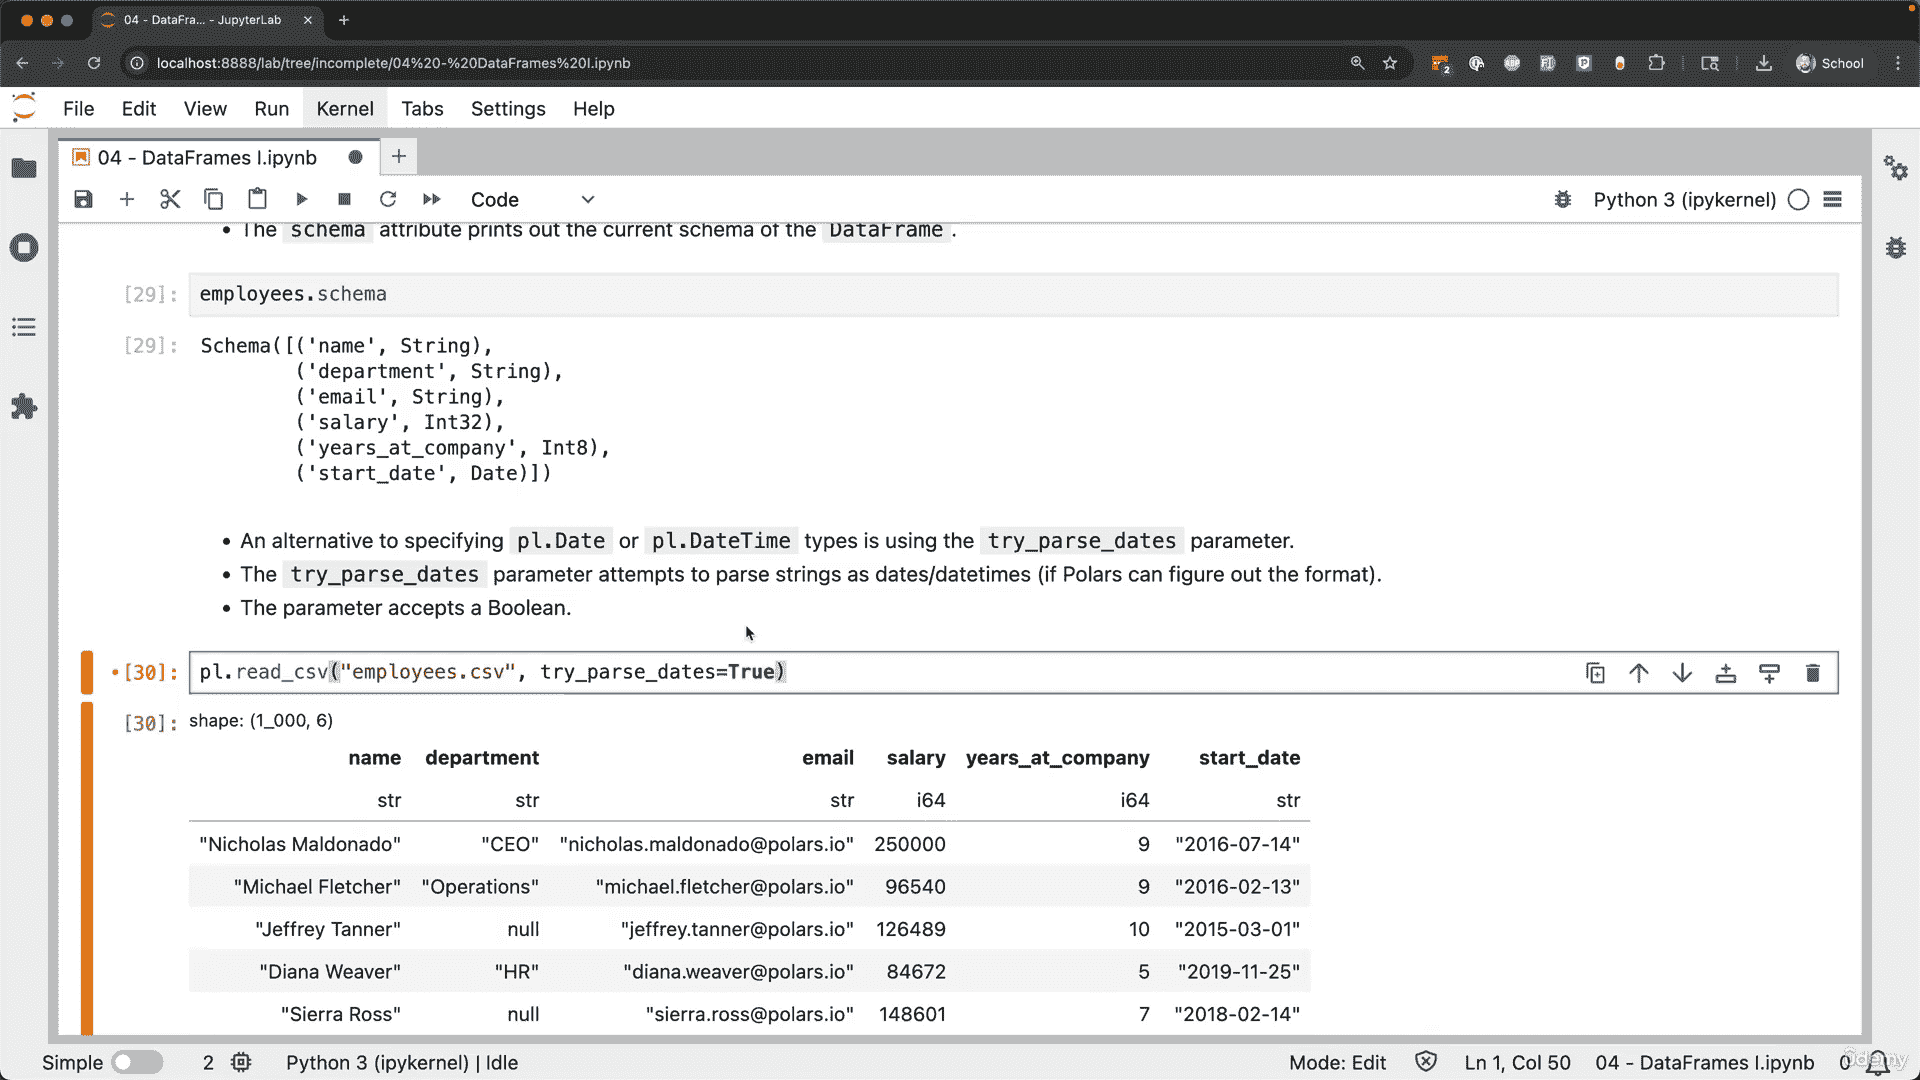 04 - DataFra... - JupyterLab
localhost:8888/lab/tree/incomplete/04%20-%20DataFrames%20I.ipynb
2
School
File Edit View Run Kernel Tabs Settings Help
04 - DataFrames I.ipynb
Code
Python 3 (ipykernel)
• The schema attribute prints out the current schema of the DataFrame.
[29]: employees.schema
[29]: Schema([('name', String),
('department', String),
('email', String),
('salary', Int32),
('years_at_company', Int8),
('start_date', Date)])
• An alternative to specifying pl.Date or pl.DateTime types is using the try_parse_dates parameter.
• The try_parse_dates parameter attempts to parse strings as dates/datetimes (if Polars can figure out the format).
• The parameter accepts a Boolean.
•[30]: pl.read_csv("employees.csv", try_parse_dates=True)
[30]: shape: (1_000, 6)
name department email salary years_at_company start_date
str str str i64 i64 str
"Nicholas Maldonado" "CEO" "nicholas.maldonado@polars.io" 250000 9 "2016-07-14"
"Michael Fletcher" "Operations" "michael.fletcher@polars.io" 96540 9 "2016-02-13"
"Jeffrey Tanner" null "jeffrey.tanner@polars.io" 126489 10 "2015-03-01"
"Diana Weaver" "HR" "diana.weaver@polars.io" 84672 5 "2019-11-25"
"Sierra Ross" null "sierra.ross@polars.io" 148601 7 "2018-02-14"
Simple 2 Python 3 (ipykernel) | Idle Mode: Edit Ln 1, Col 50 04 - DataFrames I.ipynb 0
udemy